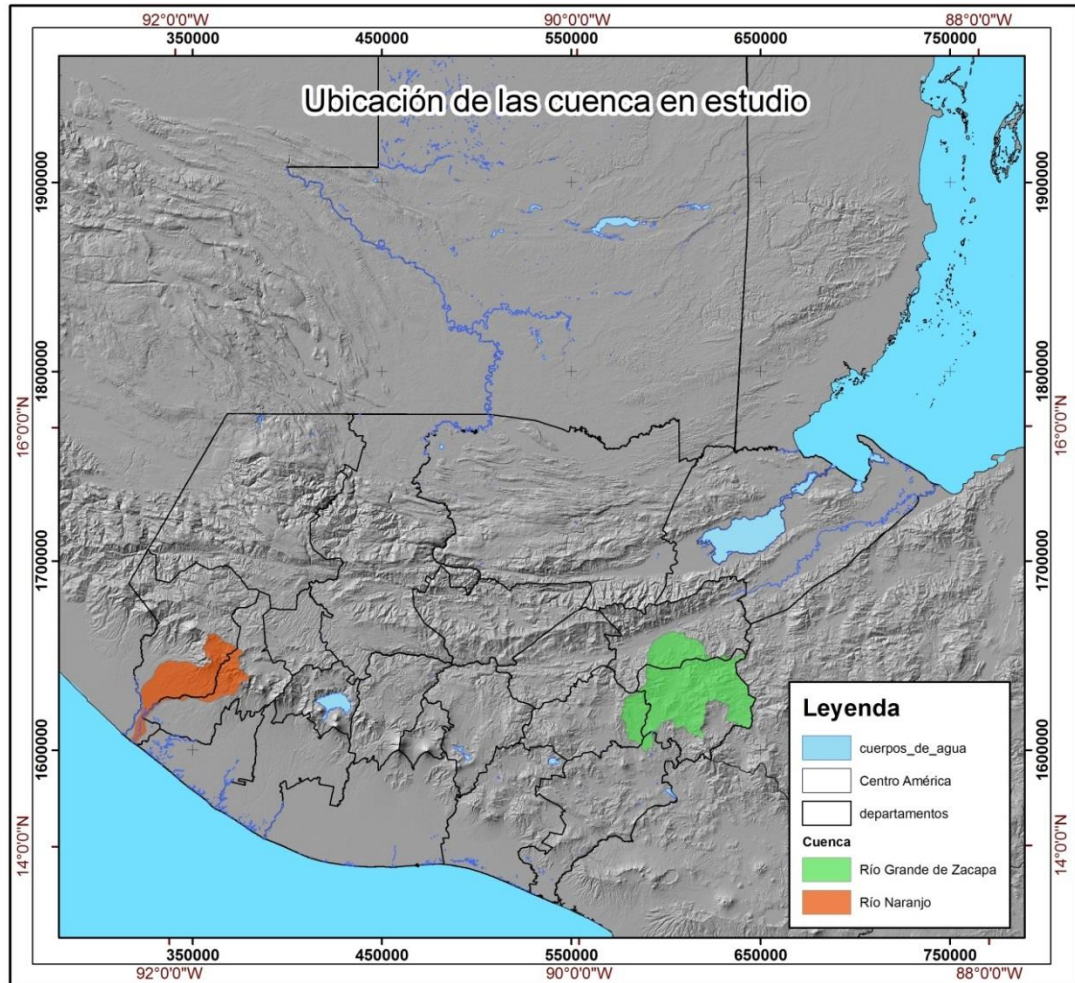 92°0'0"W 90°0'0"W 88°0'0"W
350000 450000 550000 650000 750000
Ubicación de las cuenca en estudio
1900000 1900000
1800000 1800000
16°0'0"N 16°0'0"N
1700000 1700000
1600000 1600000
14°0'0"N 14°0'0"N
Leyenda
cuerpos_de_agua
Centro América
departamentos
Cuenca
Río Grande de Zacapa
Río Naranjo
350000 450000 550000 650000 750000
92°0'0"W 90°0'0"W 88°0'0"W